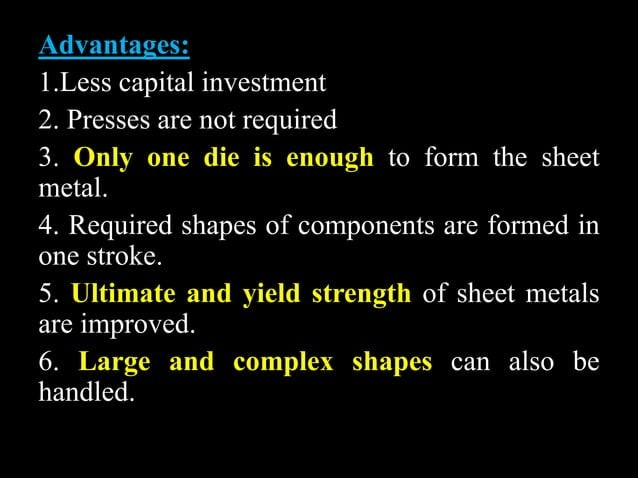 Advantages:
1.Less capital investment
2. Presses are not required
3. Only one die is enough to form the sheet
metal.
4. Required shapes of components are formed in
one stroke.
5. Ultimate and yield strength of sheet metals
are improved.
6. Large and complex shapes can also be
handled.